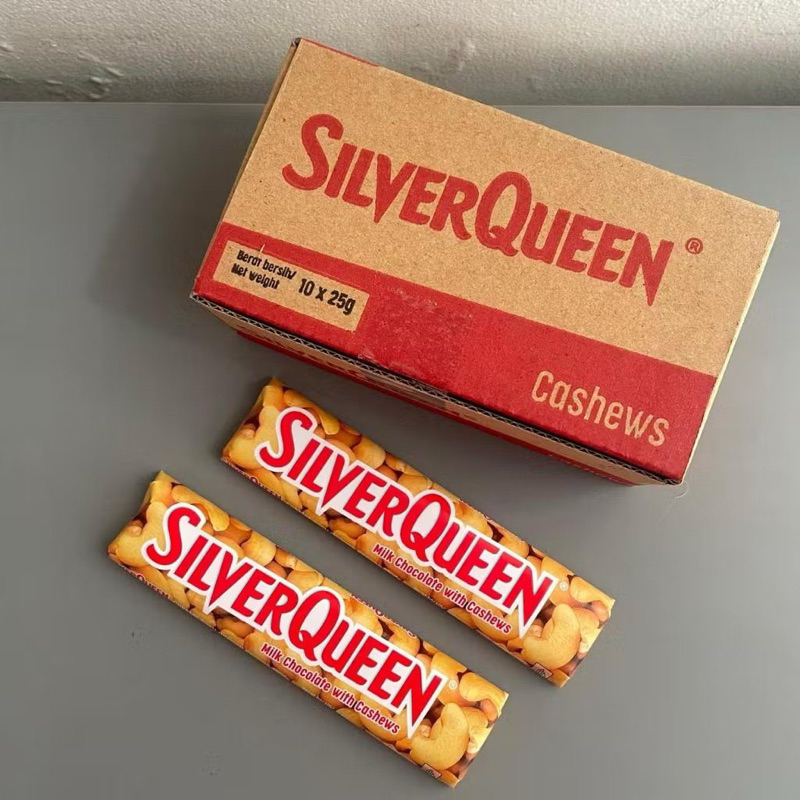 SILVERQUEEN®
Berat bersih/
Net weight
10 x 25g
Cashews
SILVERQUEEN
Milk Chocolate with Cashews
SILVERQUEEN
Milk Chocolate with Cashews